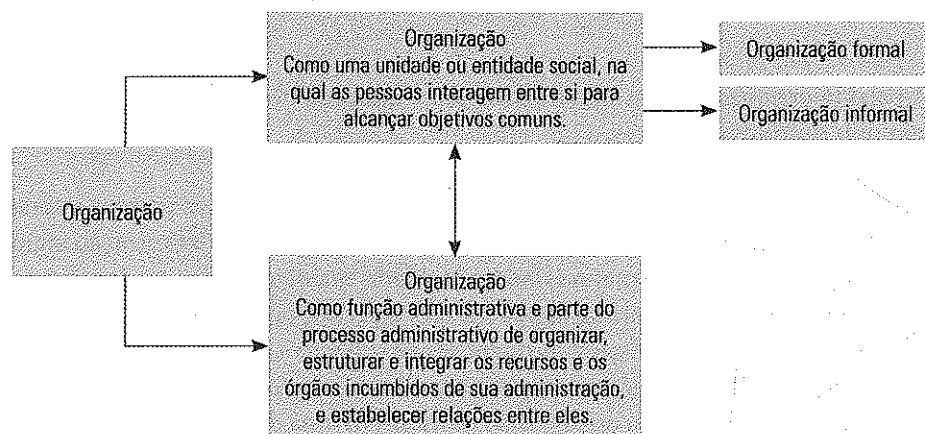 Organização
Organização
Como uma unidade ou entidade social, na
qual as pessoas interagem entre si para
alcançar objetivos comuns.
Organização formal
Organização informal
Organização
Como função administrativa e parte do
processo administrativo de organizar,
estruturar e integrar os recursos e os
órgãos incumbidos de sua administração,
e estabelecer relações entre eles.